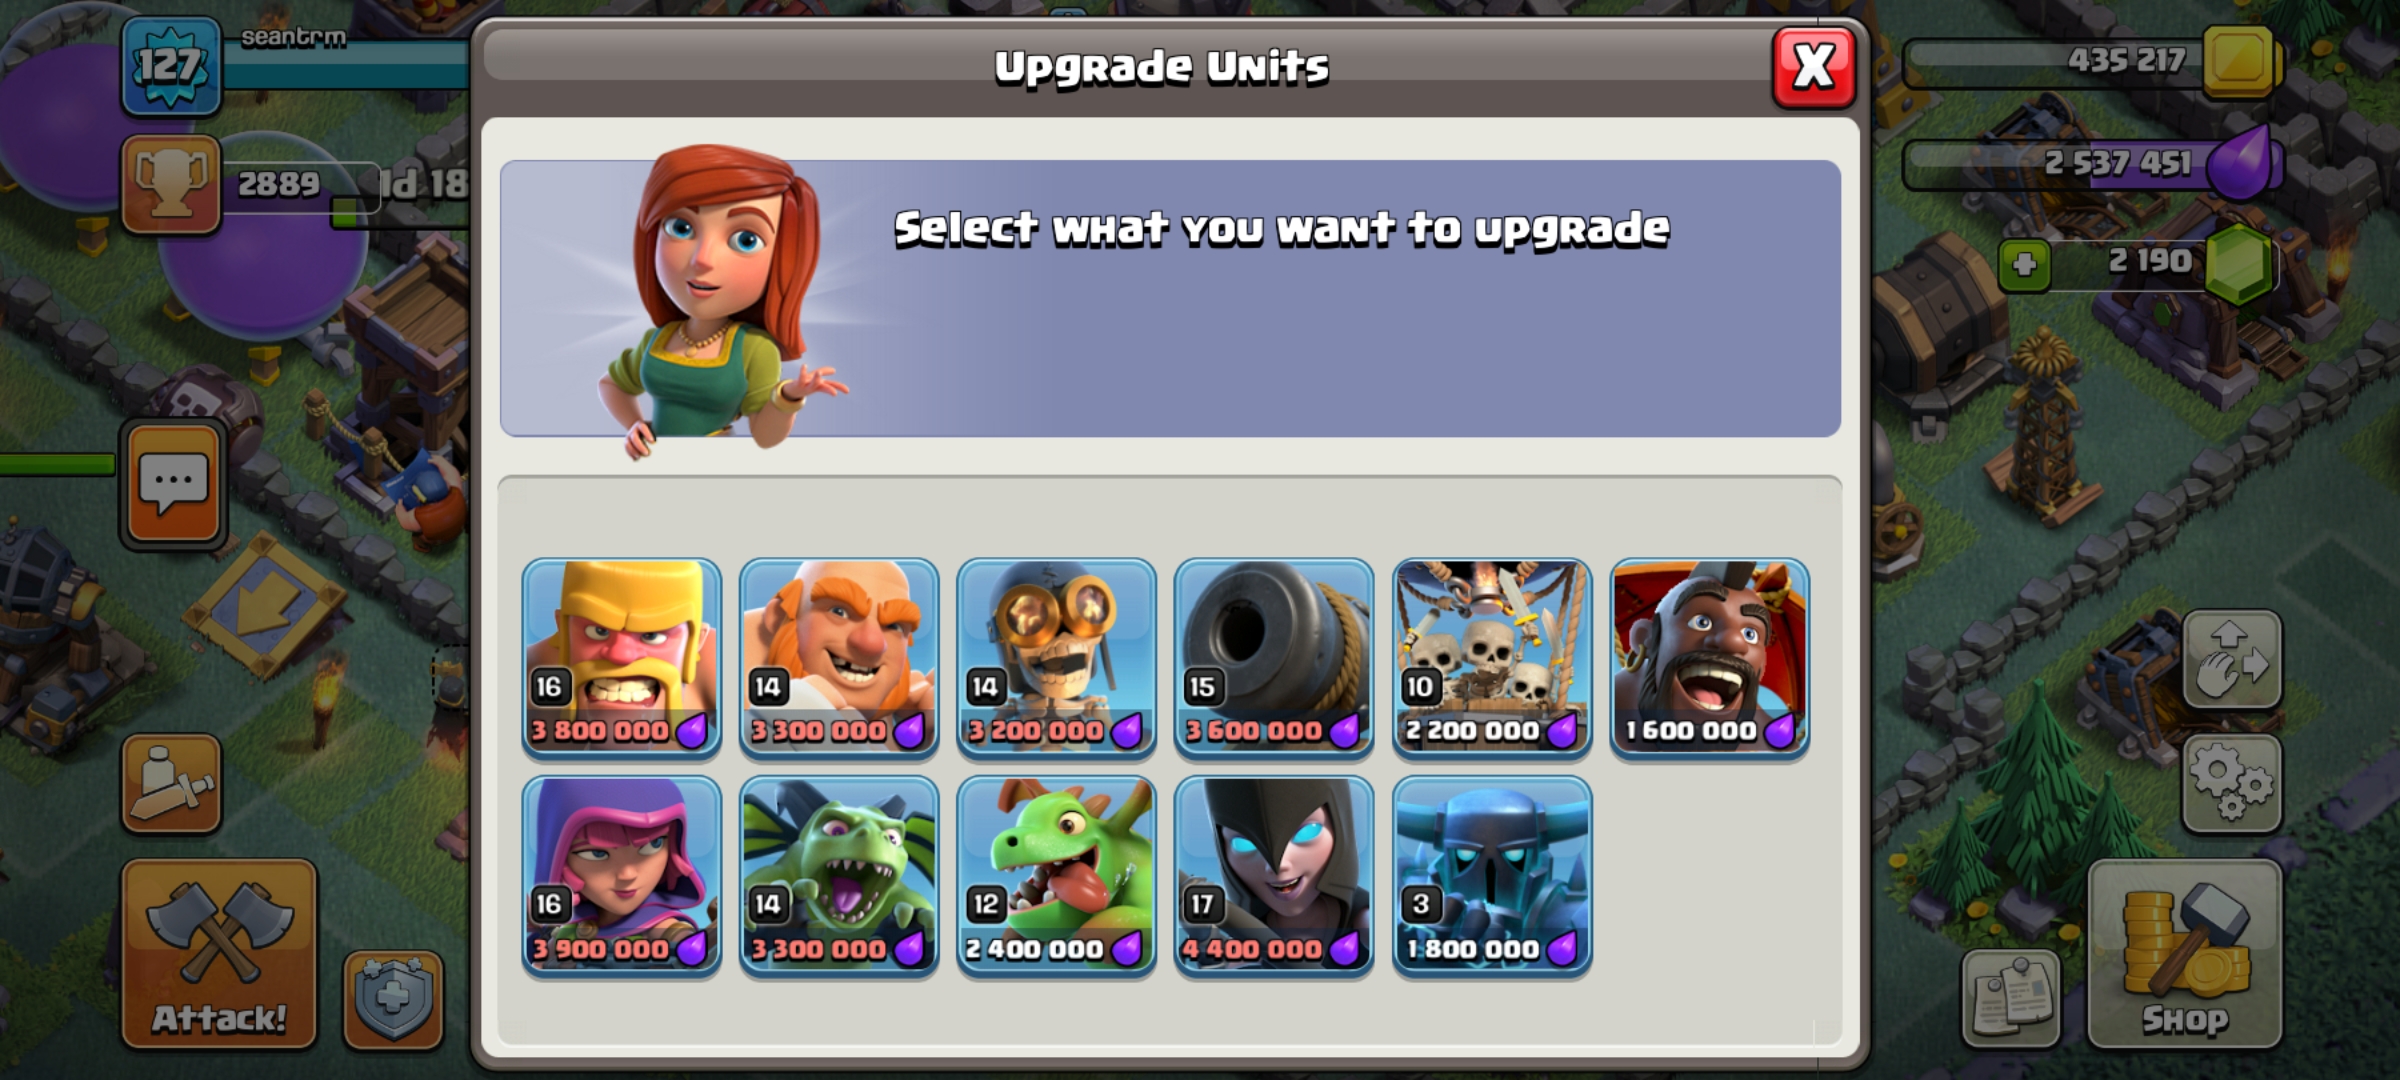 seantrm
127
2889
1d 18
Upgrade Units
X
435 217
2 537 451
2 190
Select what you want to upgrade
16
3 800 000
14
3 300 000
14
3 200 000
15
3 600 000
10
2 200 000
1 600 000
16
3 900 000
14
3 300 000
12
2 400 000
17
4 400 000
3
1 800 000
Attack!
Shop